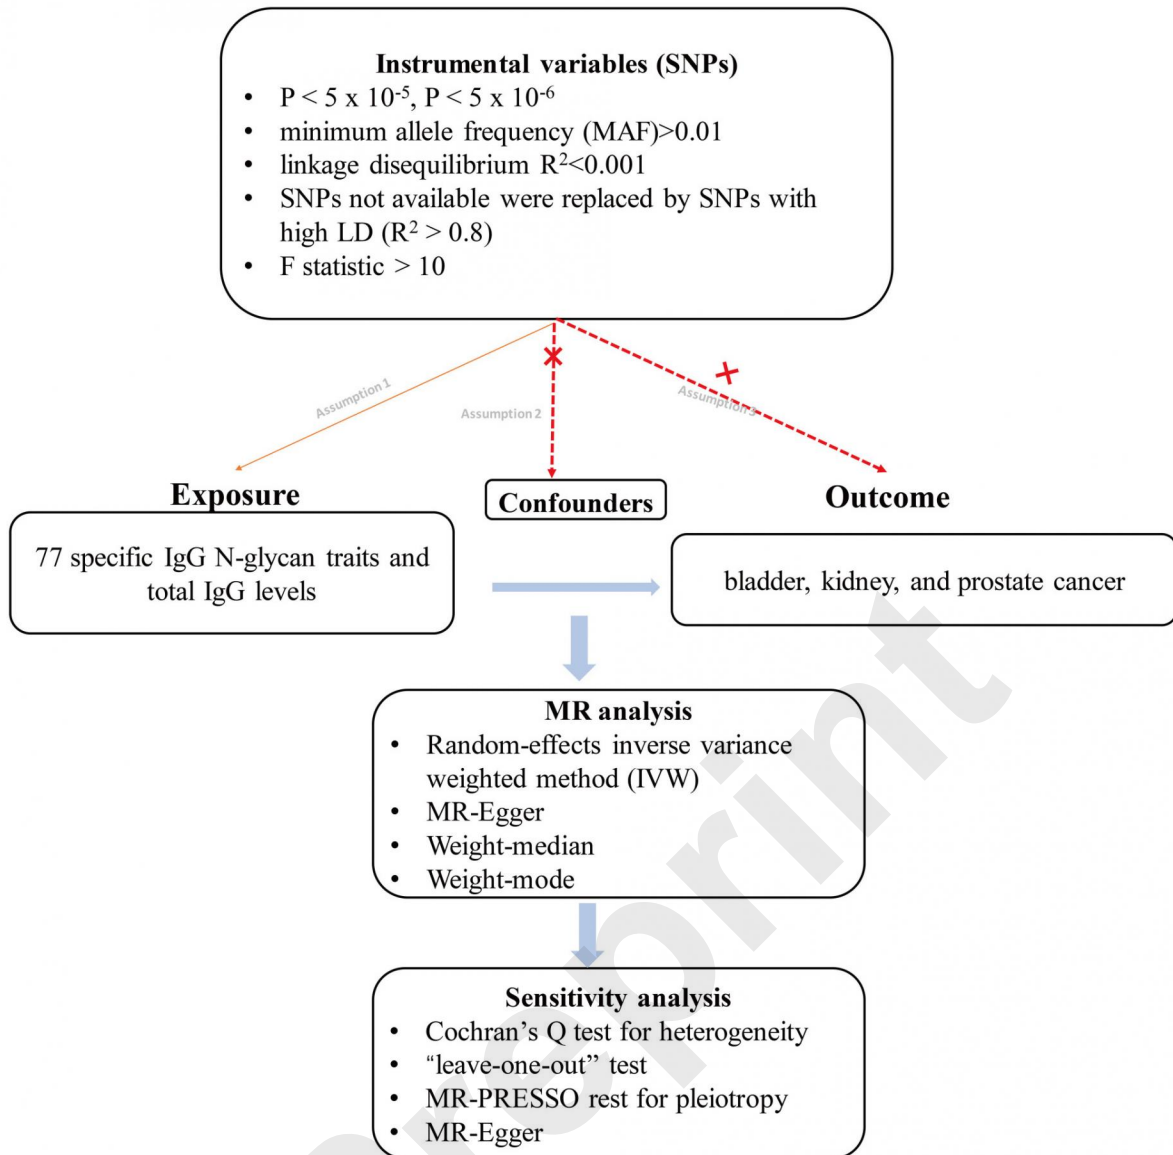 Instrumental variables (SNPs)
• P < 5 x 10⁻⁵, P < 5 x 10⁻⁶
• minimum allele frequency (MAF)>0.01
• linkage disequilibrium R²<0.001
• SNPs not available were replaced by SNPs with
high LD (R² > 0.8)
• F statistic > 10
Assumption 1
Assumption 2
Assumption 3
Exposure
Confounders
Outcome
77 specific IgG N-glycan traits and
total IgG levels
bladder, kidney, and prostate cancer
MR analysis
• Random-effects inverse variance
weighted method (IVW)
• MR-Egger
• Weight-median
• Weight-mode
Sensitivity analysis
• Cochran’s Q test for heterogeneity
• “leave-one-out” test
• MR-PRESSO rest for pleiotropy
• MR-Egger
preprint